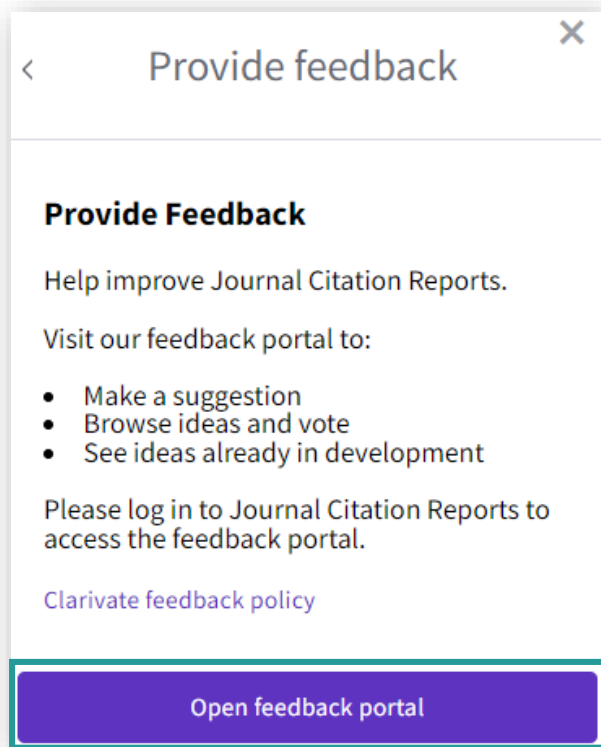 Provide feedback
Provide Feedback
Help improve Journal Citation Reports.
Visit our feedback portal to:
Make a suggestion
Browse ideas and vote
See ideas already in development
Please log in to Journal Citation Reports to
access the feedback portal.
Clarivate feedback policy
Open feedback portal